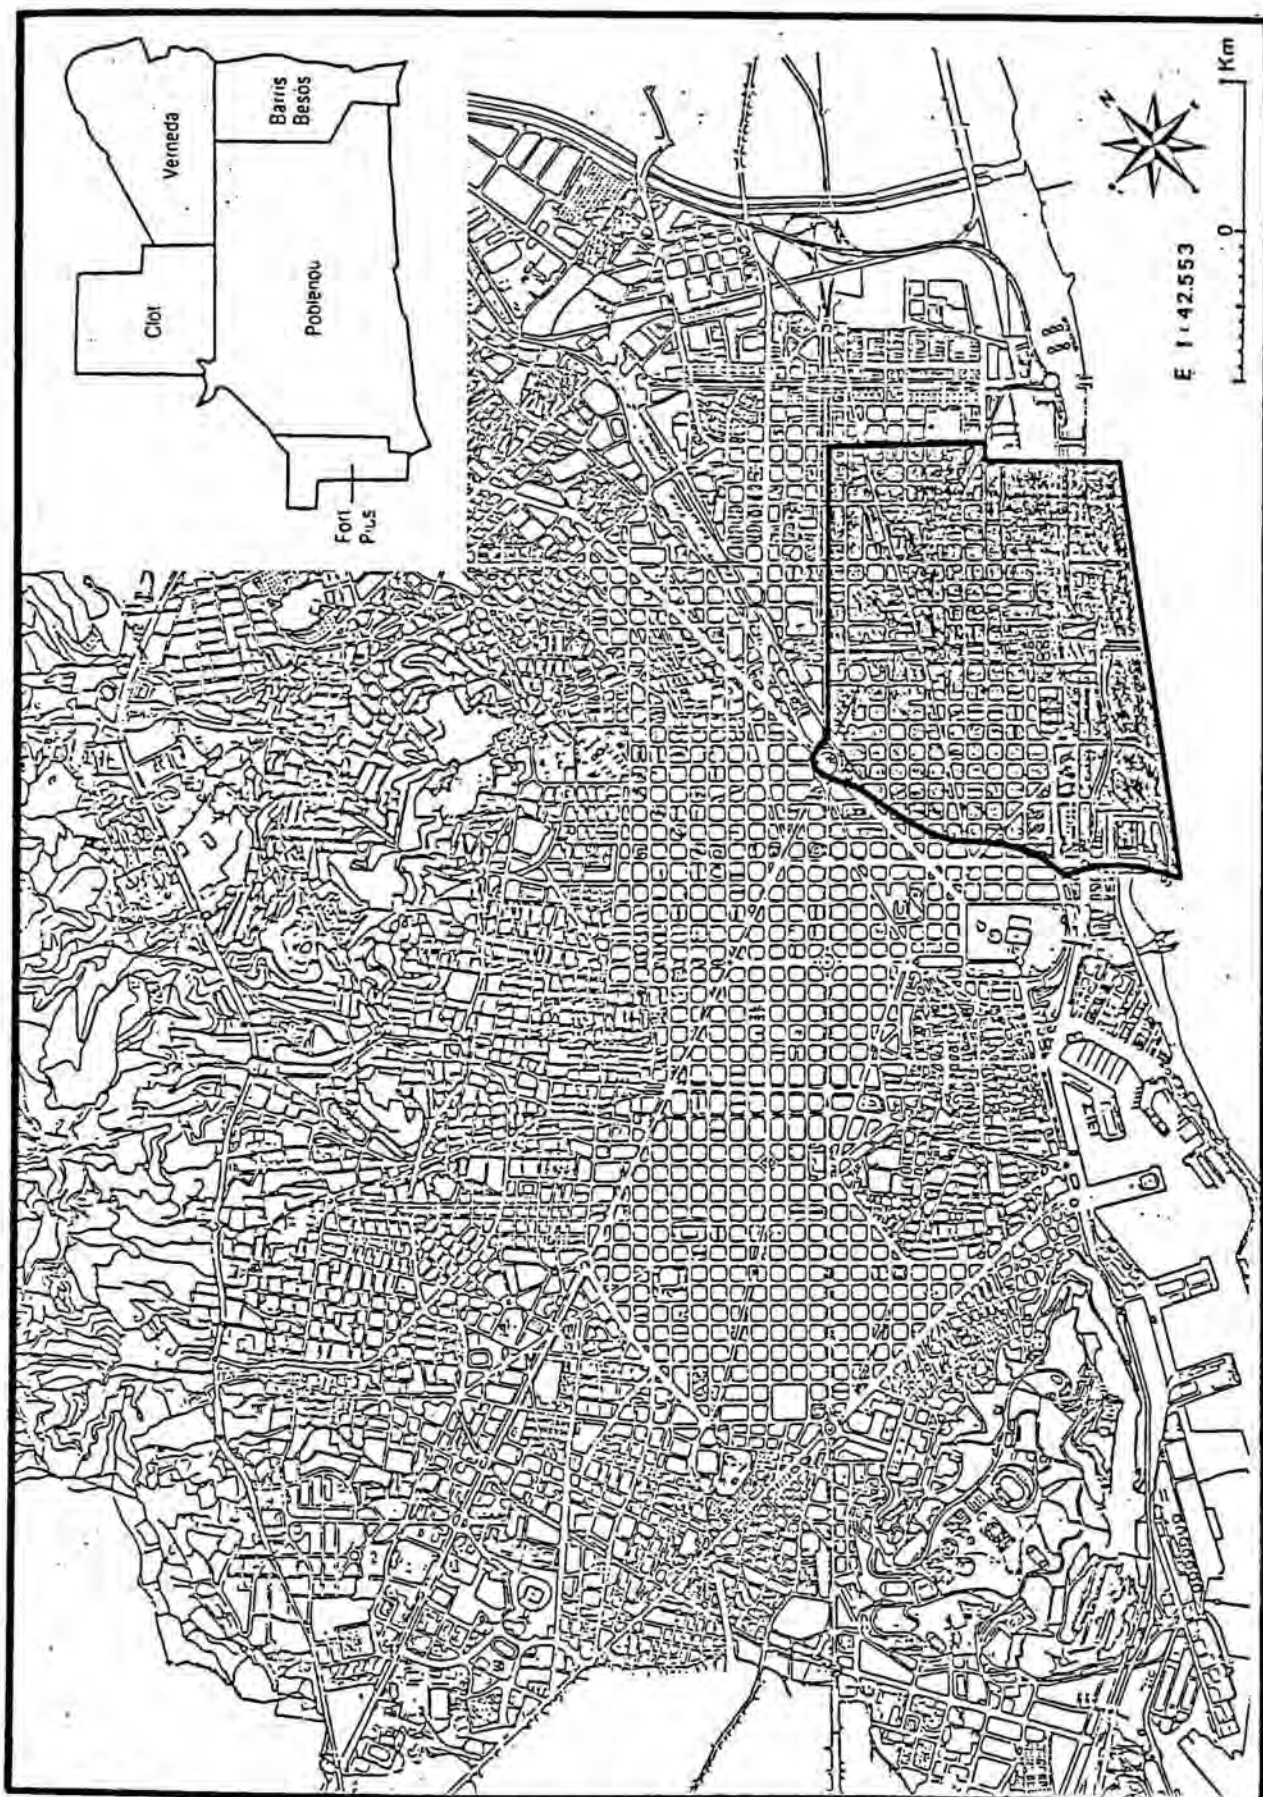 Verneda
Barris
Besòs
Clot
Poblenou
Fort
Pius
N
E 1 : 42.553
0
1 Km